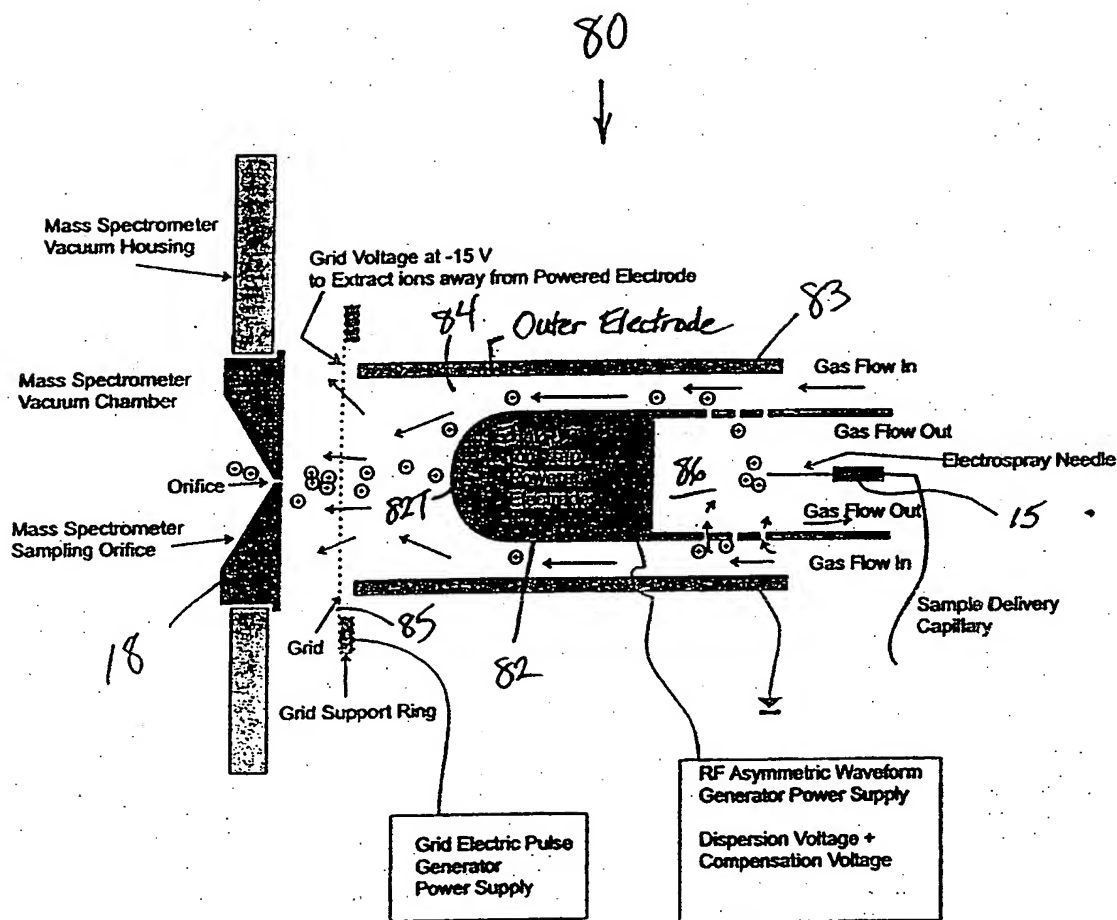 80
Mass Spectrometer
Vacuum Housing
Grid Voltage at -15 V
to Extract ions away from Powered Electrode
84
Outer Electrode
83
Gas Flow In
Mass Spectrometer
Vacuum Chamber
Gas Flow Out
Electrospray Needle
Powered
Electrode
86
Orifice
82T
Gas Flow Out
15
Mass Spectrometer
Sampling Orifice
Gas Flow In
Sample Delivery
Capillary
18
Grid
85
82
Grid Support Ring
RF Asymmetric Waveform
Generator Power Supply
Dispersion Voltage +
Compensation Voltage
Grid Electric Pulse
Generator
Power Supply